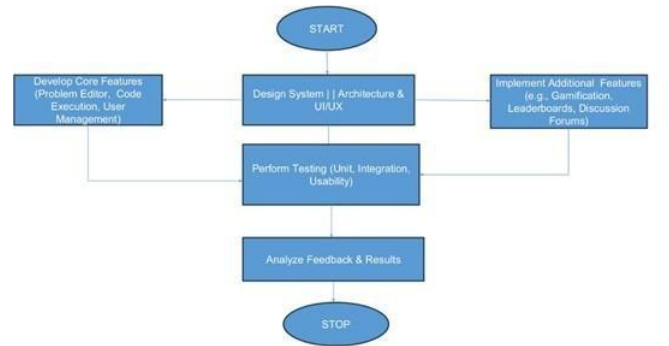 START
Develop Core Features
(Problem Editor, Code
Execution, User
Management)
Design System | | Architecture &
UI/UX
Implement Additional Features
(e.g., Gamification,
Leaderboards, Discussion
Forums)
Perform Testing (Unit, Integration,
Usability)
Analyze Feedback & Results
STOP